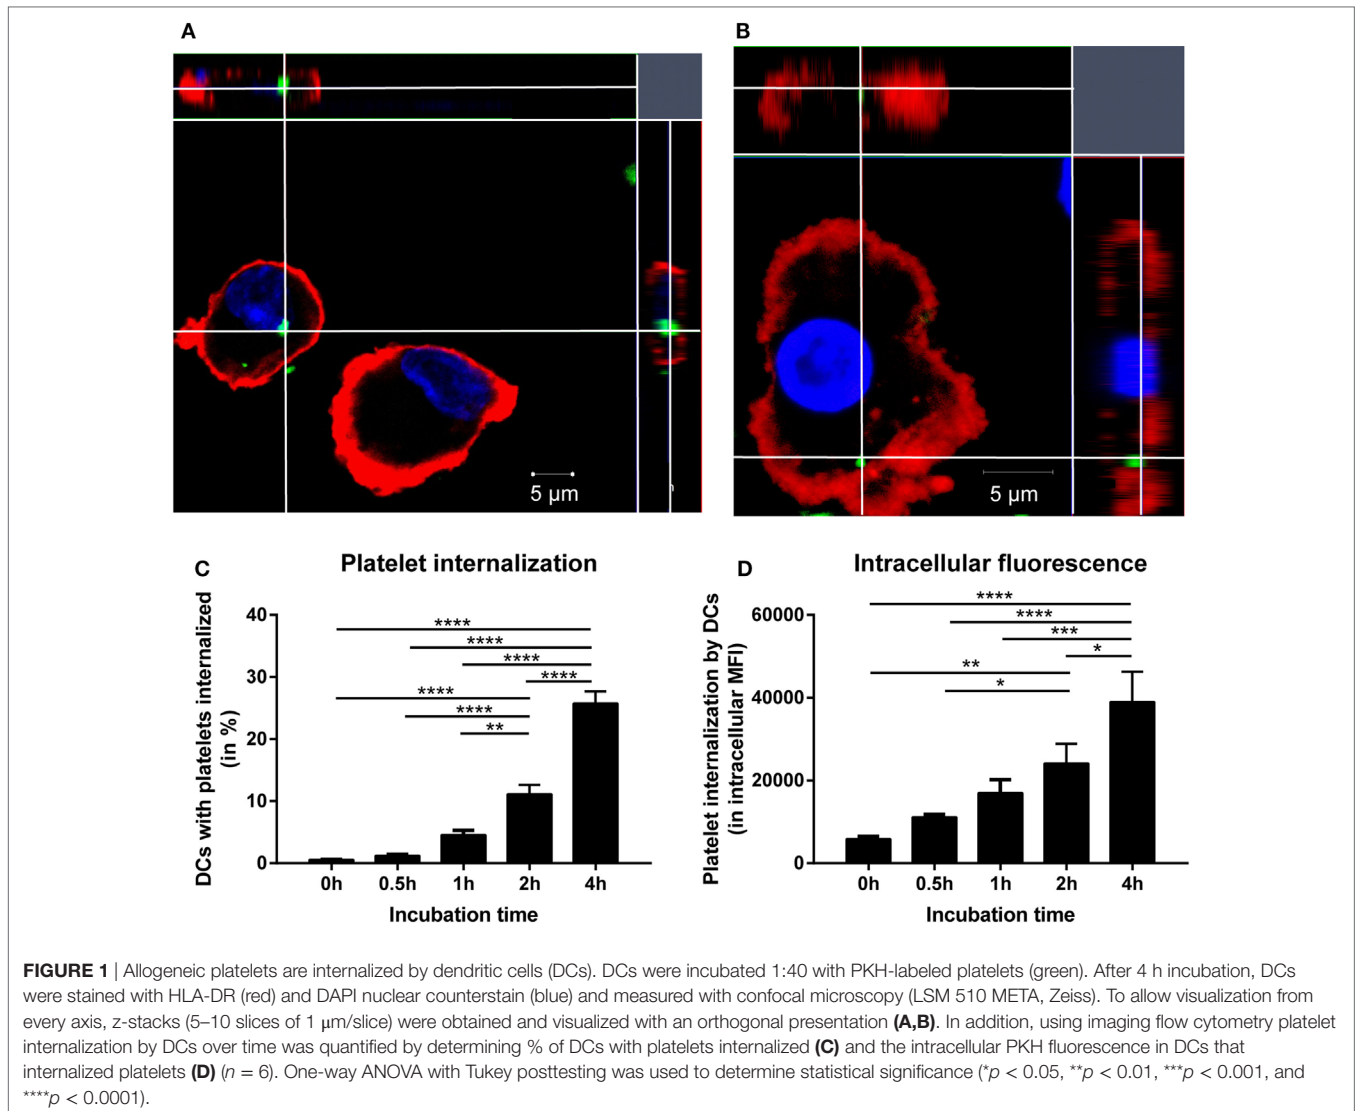 A
B
5 µm
5 µm
C
Platelet internalization
DCs with platelets internalized
(in %)
40
30
20
10
0
****
****
****
****
****
****
**
0h 0.5h 1h 2h 4h
Incubation time
D
Intracellular fluorescence
Platelet internalization by DCs
(in intracellular MFI)
60000
40000
20000
0
****
****
***
*
**
*
0h 0.5h 1h 2h 4h
Incubation time
FIGURE 1 | Allogeneic platelets are internalized by dendritic cells (DCs). DCs were incubated 1:40 with PKH-labeled platelets (green). After 4 h incubation, DCs
were stained with HLA-DR (red) and DAPI nuclear counterstain (blue) and measured with confocal microscopy (LSM 510 META, Zeiss). To allow visualization from
every axis, z-stacks (5–10 slices of 1 μm/slice) were obtained and visualized with an orthogonal presentation (A,B). In addition, using imaging flow cytometry platelet
internalization by DCs over time was quantified by determining % of DCs with platelets internalized (C) and the intracellular PKH fluorescence in DCs that
internalized platelets (D) (n = 6). One-way ANOVA with Tukey posttesting was used to determine statistical significance (*p < 0.05, **p < 0.01, ***p < 0.001, and
****p < 0.0001).